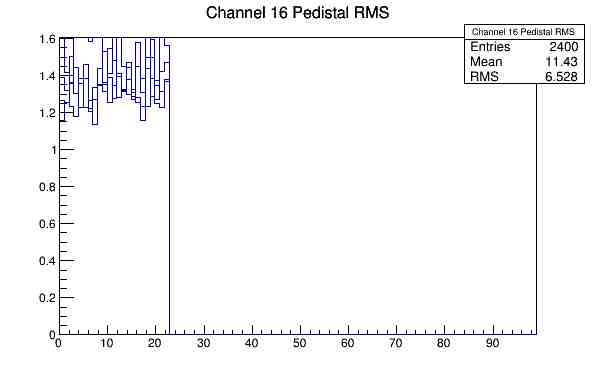 Channel 16 Pedistal RMS
Channel 16 Pedistal RMS
Entries 2400
Mean 11.43
RMS 6.528
1.6
1.4
1.2
1
0.8
0.6
0.4
0.2
0
0 10 20 30 40 50 60 70 80 90